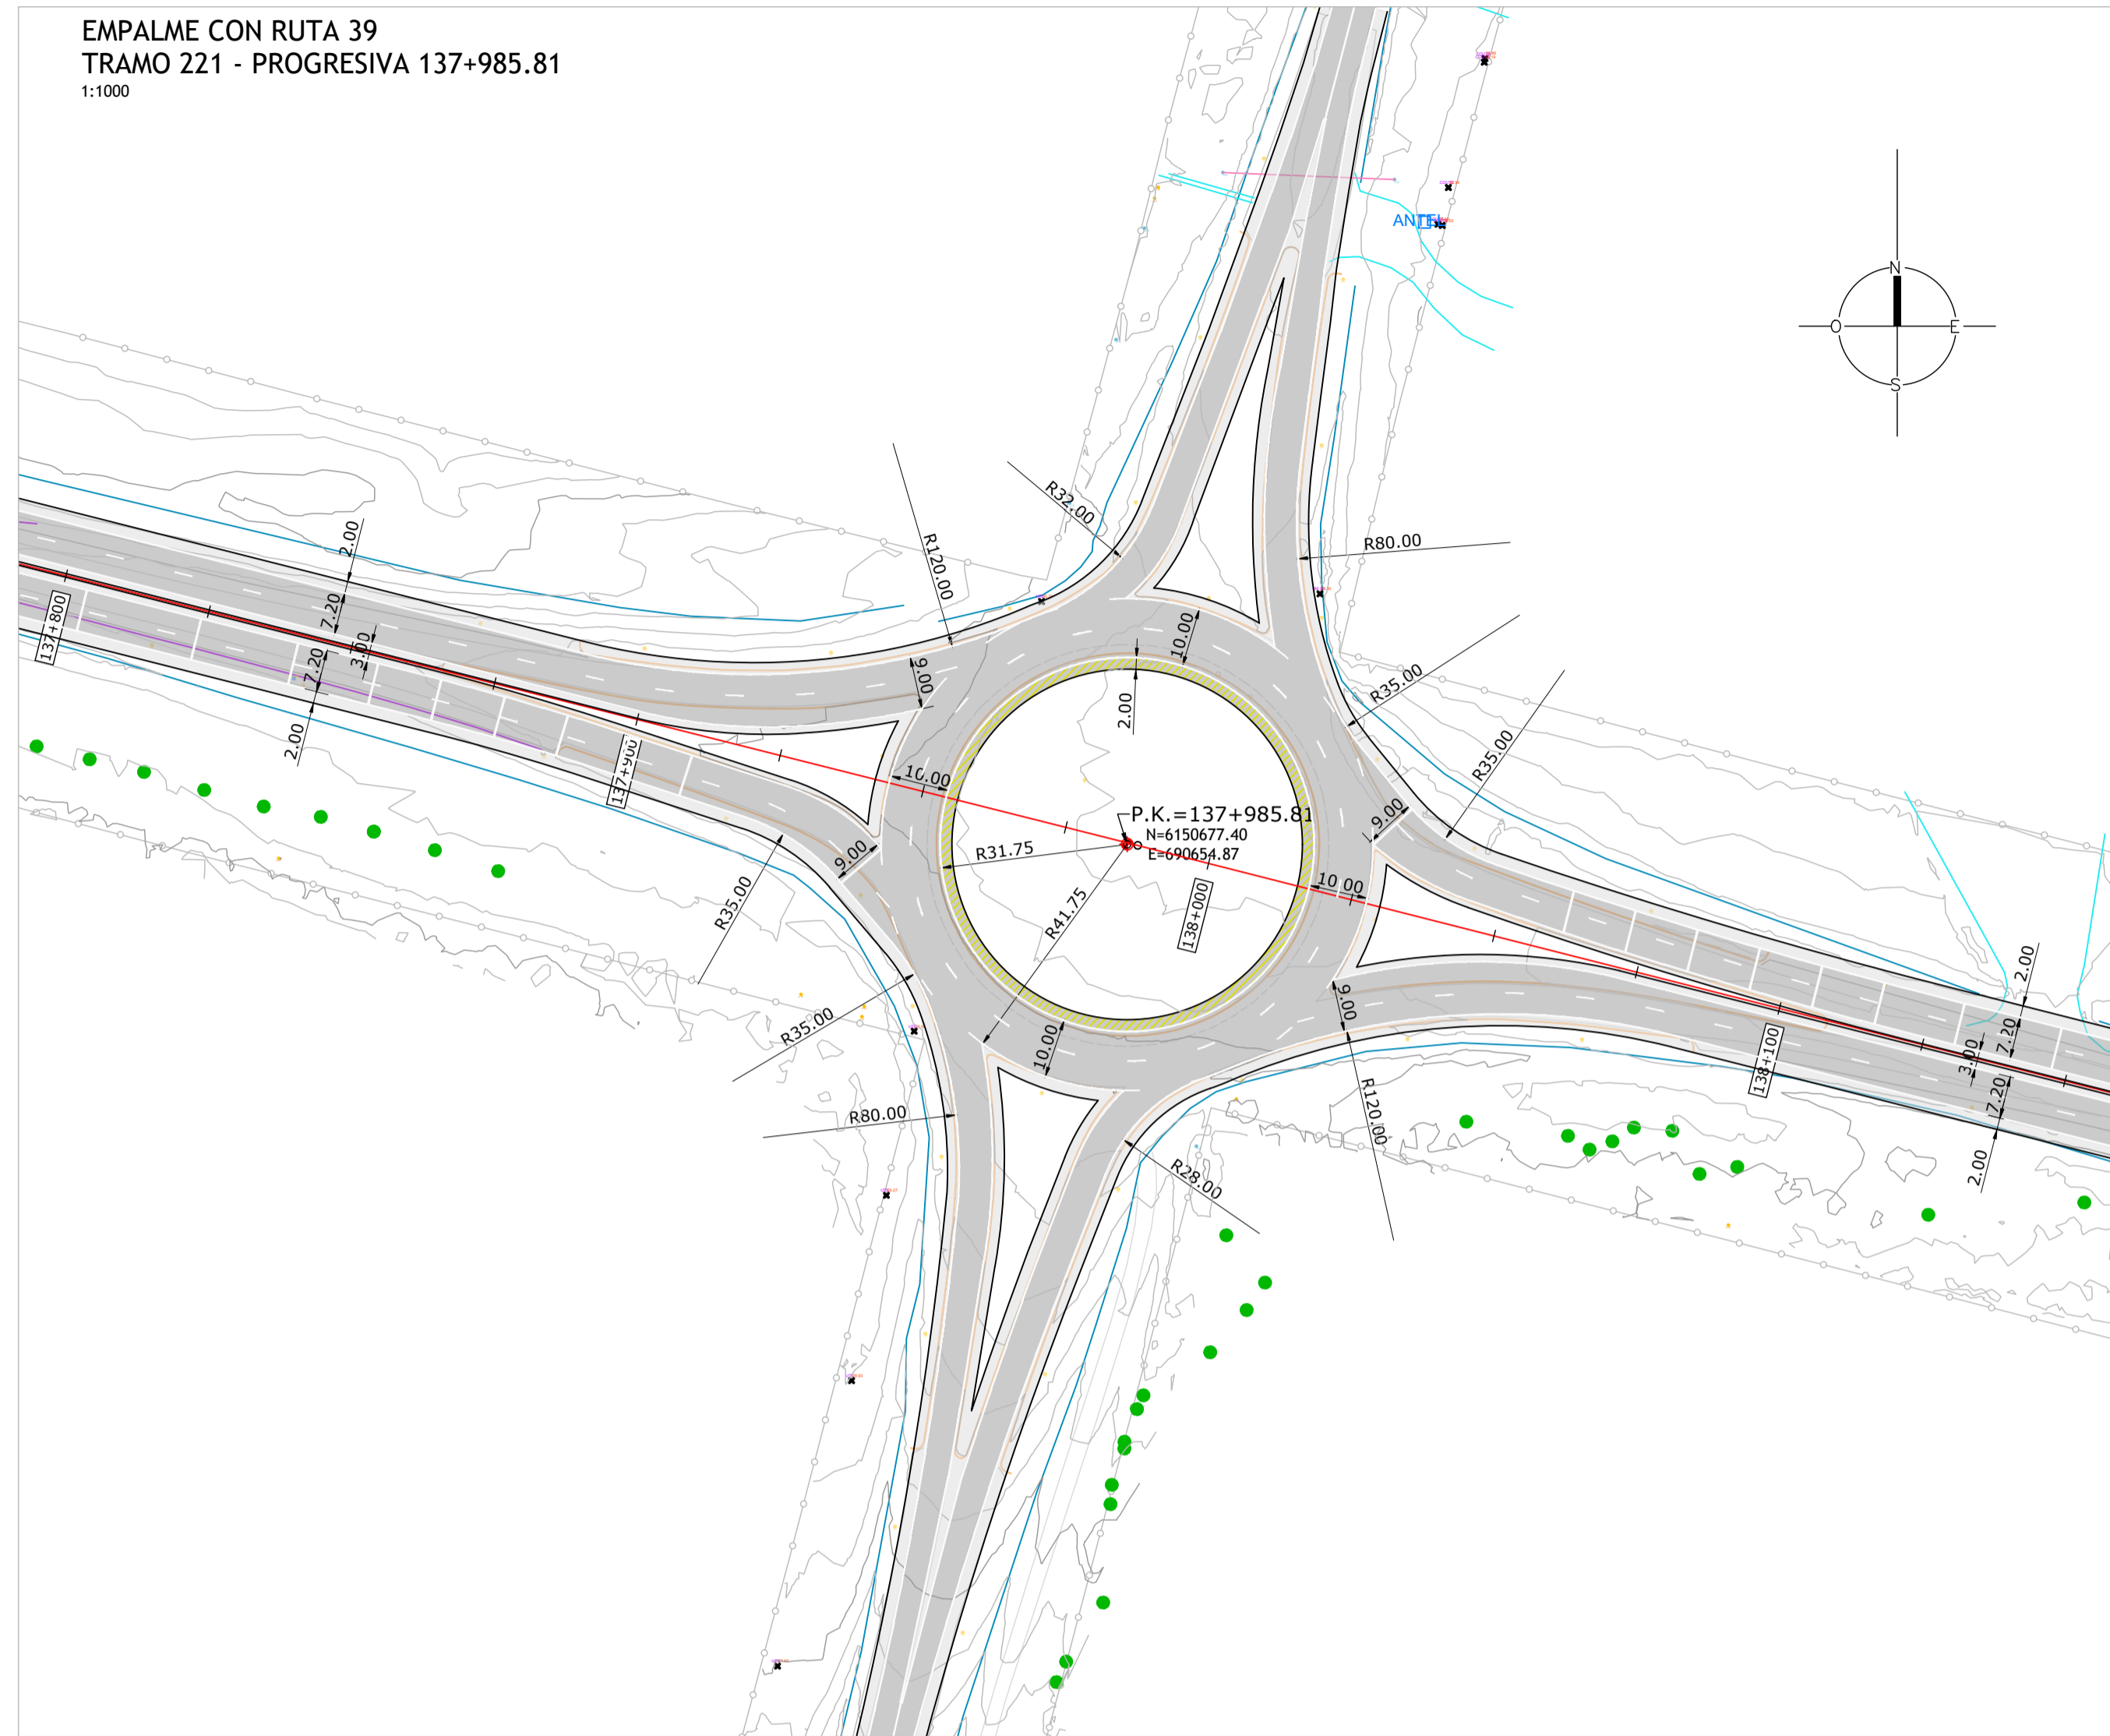 EMPALME CON RUTA 39
TRAMO 221 - PROGRESIVA 137+985.81
1:1000
ANTEL
N
O
E
S
R32.00
R120.00
R80.00
2.00
7.20
3.00
7.20
2.00
137+800
137+900
9.00
10.00
2.00
R35.00
R35.00
10.00
9.00
P.K.=137+985.81
N=6150677.40
E=690654.87
R31.75
9.00
10.00
138+000
R41.75
R35.00
R35.00
9.00
10.00
138+100
2.00
7.20
3.00
7.20
2.00
R80.00
R120.00
R28.00